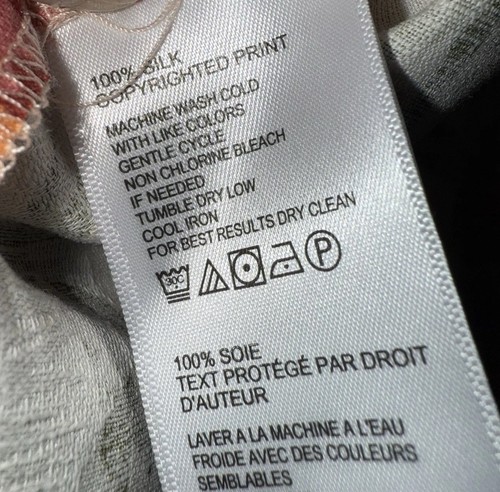 100% SILK
COPYRIGHTED PRINT
MACHINE WASH COLD
WITH LIKE COLORS
GENTLE CYCLE
NON CHLORINE BLEACH
IF NEEDED
TUMBLE DRY LOW
COOL IRON
FOR BEST RESULTS DRY CLEAN
30C P
100% SOIE
TEXT PROTÉGÉ PAR DROIT
D'AUTEUR
LAVER A LA MACHINE A L'EAU
FROIDE AVEC DES COULEURS
SEMBLABLES